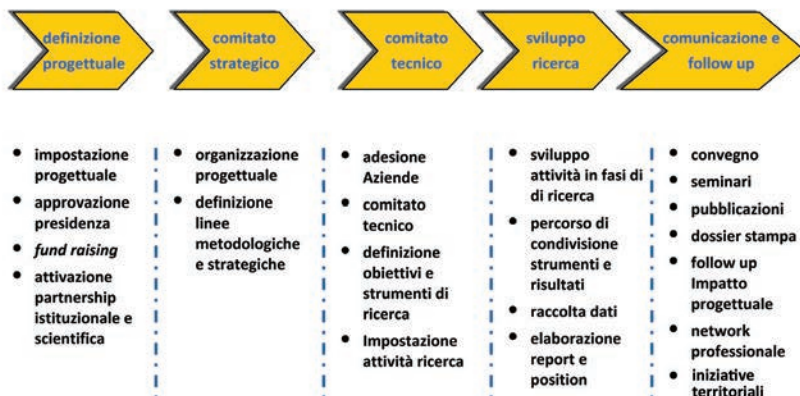 definizione
progettuale
comitato
strategico
comitato
tecnico
sviluppo
ricerca
comunicazione e
follow up
• impostazione
progettuale
• approvazione
presidenza
• fund raising
• attivazione
partnership
istituzionale e
scientifica
• organizzazione
progettuale
• definizione
linee
metodologiche
e strategiche
• adesione
Aziende
• comitato
tecnico
• definizione
obiettivi e
strumenti di
ricerca
• Impostazione
attività ricerca
• sviluppo
attività in fasi di
di ricerca
• percorso di
condivisione
strumenti e
risultati
• raccolta dati
• elaborazione
report e
position
• convegno
• seminari
• pubblicazioni
• dossier stampa
• follow up
Impatto
progettuale
• network
professionale
• iniziative
territoriali